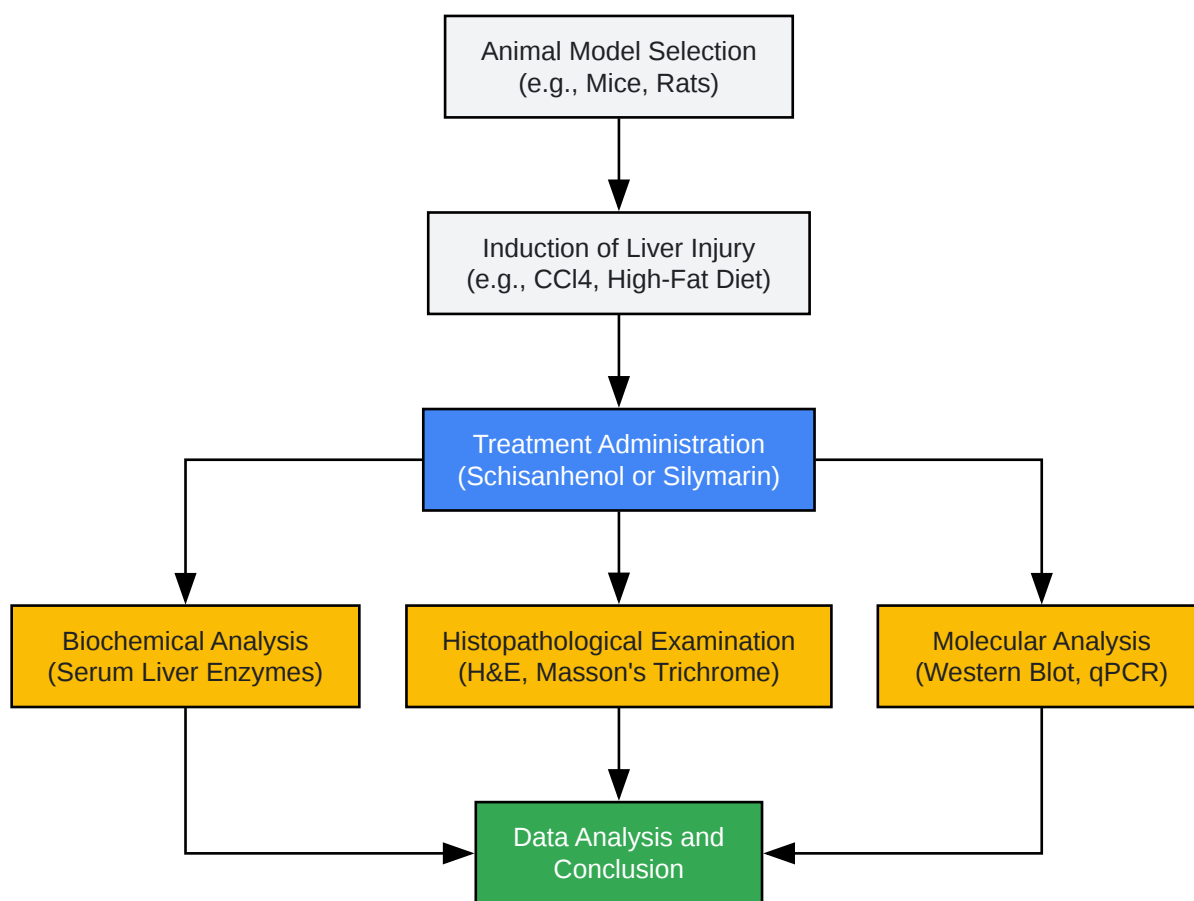 Animal Model Selection
(e.g., Mice, Rats)
Induction of Liver Injury
(e.g., CCl4, High-Fat Diet)
Treatment Administration
(Schisanhenol or Silymarin)
Biochemical Analysis
(Serum Liver Enzymes)
Histopathological Examination
(H&E, Masson's Trichrome)
Molecular Analysis
(Western Blot, qPCR)
Data Analysis and
Conclusion